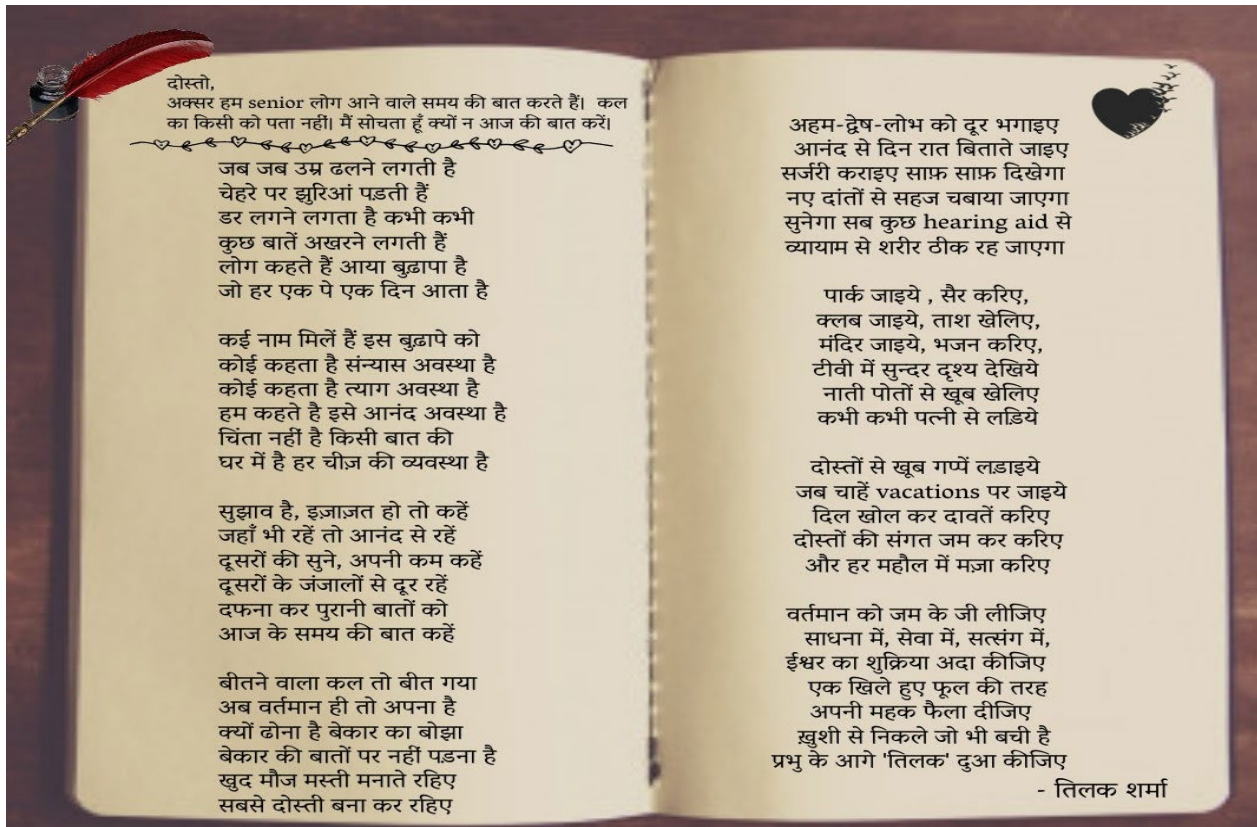 दोस्तो,
अक्सर हम senior लोग आने वाले समय की बात करते हैं। कल
का किसी को पता नहीं। मैं सोचता हूँ क्यों न आज की बात करें।
जब जब उम्र ढलने लगती है
चेहरे पर झुरिआं पड़ती हैं
डर लगने लगता है कभी कभी
कुछ बातें अखरने लगती हैं
लोग कहते हैं आया बुढ़ापा है
जो हर एक पे एक दिन आता है
कई नाम मिलें हैं इस बुढ़ापे को
कोई कहता है संन्यास अवस्था है
कोई कहता है त्याग अवस्था है
हम कहते है इसे आनंद अवस्था है
चिंता नहीं है किसी बात की
घर में है हर चीज़ की व्यवस्था है
सुझाव है, इज़ाज़त हो तो कहें
जहाँ भी रहें तो आनंद से रहें
दूसरों की सुने, अपनी कम कहें
दूसरों के जंजालों से दूर रहें
दफना कर पुरानी बातों को
आज के समय की बात कहें
बीतने वाला कल तो बीत गया
अब वर्तमान ही तो अपना है
क्यों ढोना है बेकार का बोझा
बेकार की बातों पर नहीं पड़ना है
खुद मौज मस्ती मनाते रहिए
सबसे दोस्ती बना कर रहिए
अहम-द्वेष-लोभ को दूर भगाइए
आनंद से दिन रात बिताते जाइए
सर्जरी कराइए साफ़ साफ़ दिखेगा
नए दांतों से सहज चबाया जाएगा
सुनेगा सब कुछ hearing aid से
व्यायाम से शरीर ठीक रह जाएगा
पार्क जाइये , सैर करिए,
क्लब जाइये, ताश खेलिए,
मंदिर जाइये, भजन करिए,
टीवी में सुन्दर दृश्य देखिये
नाती पोतों से खूब खेलिए
कभी कभी पत्नी से लडिये
दोस्तों से खूब गप्पें लड़ाइये
जब चाहें vacations पर जाइये
दिल खोल कर दावतें करिए
दोस्तों की संगत जम कर करिए
और हर महौल में मज़ा करिए
वर्तमान को जम के जी लीजिए
साधना में, सेवा में, सत्संग में,
ईश्वर का शुक्रिया अदा कीजिए
एक खिले हुए फूल की तरह
अपनी महक फैला दीजिए
ख़ुशी से निकले जो भी बची है
प्रभु के आगे 'तिलक' दुआ कीजिए
- तिलक शर्मा